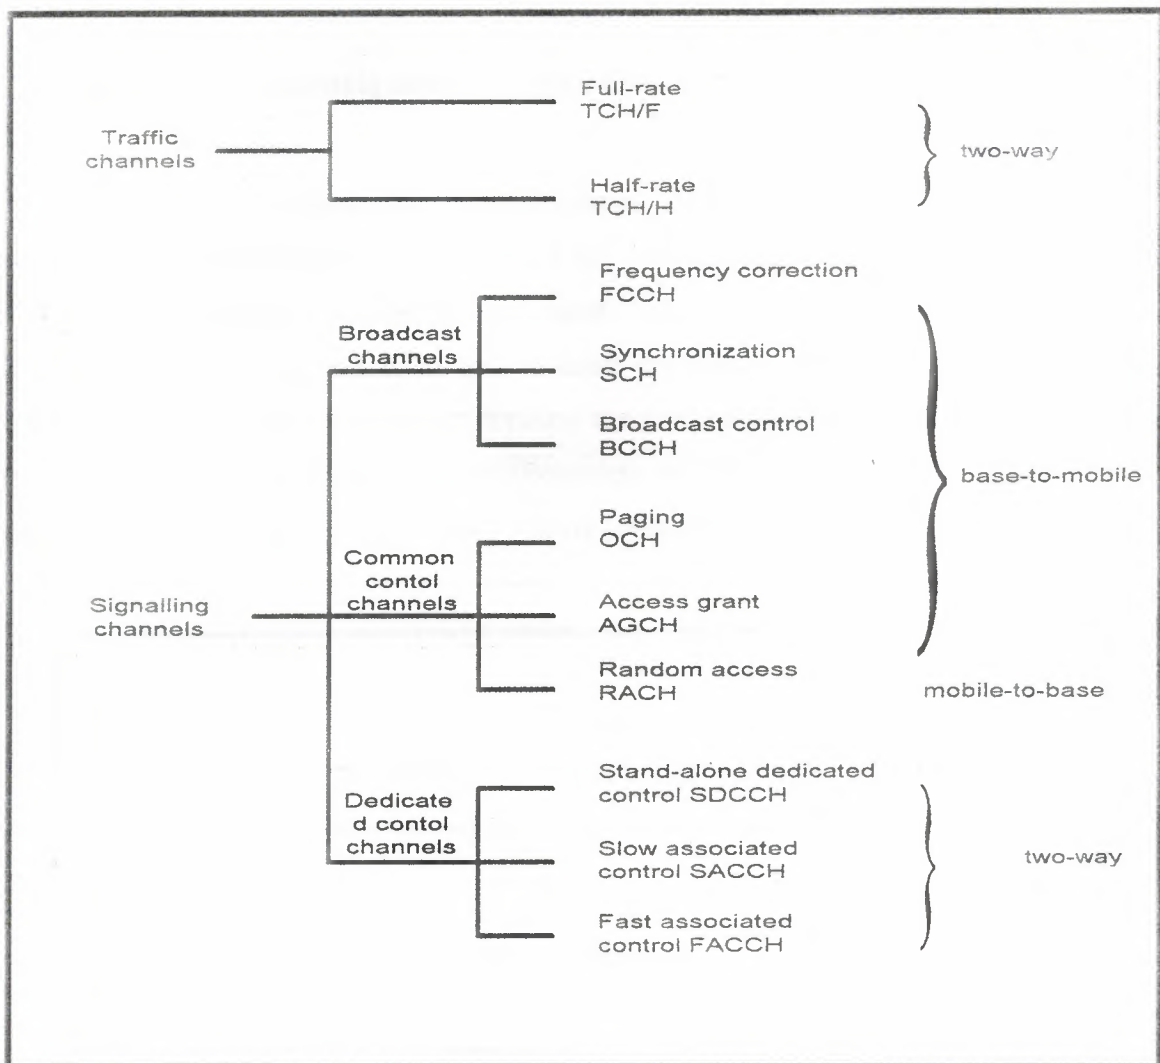 Full-rate
TCH/F
Traffic
channels
two-way
Half-rate
TCH/H
Frequency correction
FCCH
Broadcast
channels
Synchronization
SCH
Broadcast control
BCCH
base-to-mobile
Paging
OCH
Common
contol
channels
Signalling
channels
Access grant
AGCH
Random access
RACH
mobile-to-base
Stand-alone dedicated
control SDCCH
Dedicate
d contol
channels
Slow associated
control SACCH
two-way
Fast associated
control FACCH